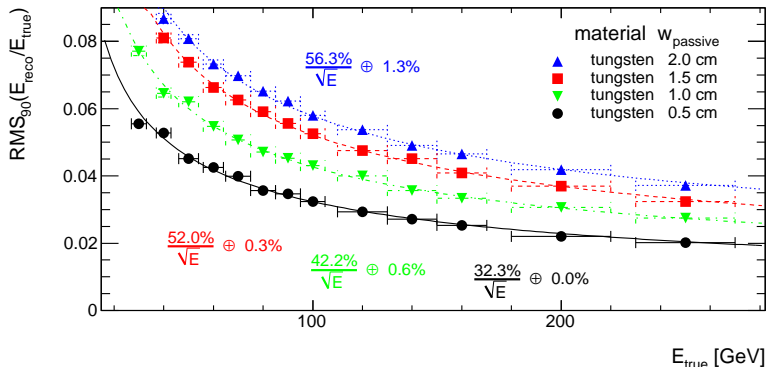 RMS90(Ereco/Etrue)
0.08
0.06
0.04
0.02
0
material wpassive
tungsten 2.0 cm
tungsten 1.5 cm
tungsten 1.0 cm
tungsten 0.5 cm
56.3%/√E ⊕ 1.3%
52.0%/√E ⊕ 0.3%
42.2%/√E ⊕ 0.6%
32.3%/√E ⊕ 0.0%
100 200
Etrue [GeV]